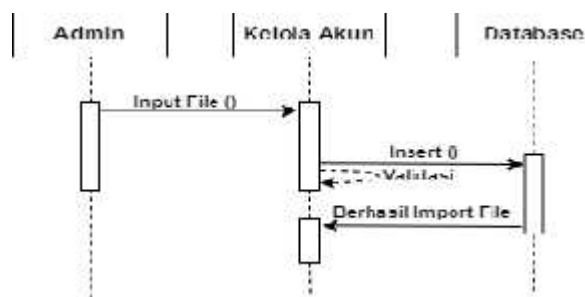 Admin
Kelola Akun
Database
Input File ()
Insert ()
Validasi
Berhasil Import File